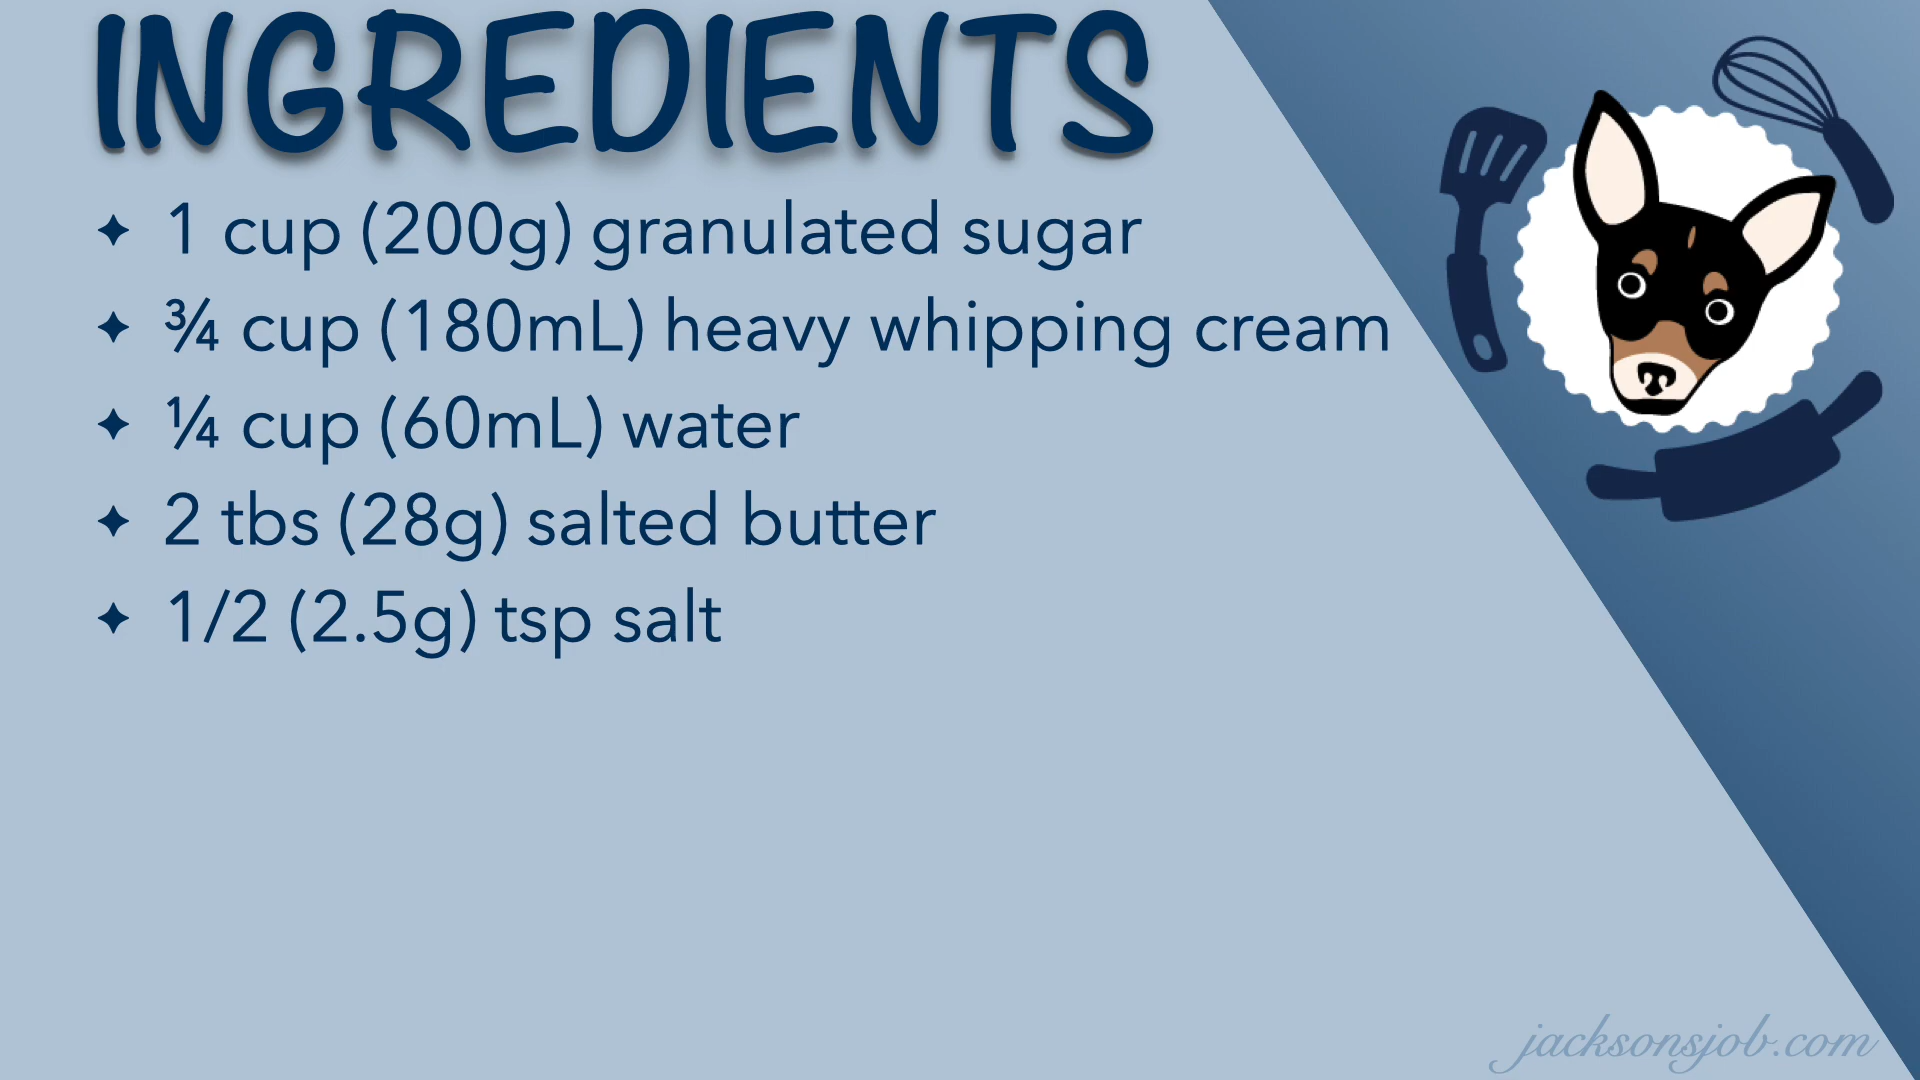 INGREDIENTS
✦ 1 cup (200g) granulated sugar
✦ ¾ cup (180mL) heavy whipping cream
✦ ¼ cup (60mL) water
✦ 2 tbs (28g) salted butter
✦ 1/2 (2.5g) tsp salt
jacksonsjob.com